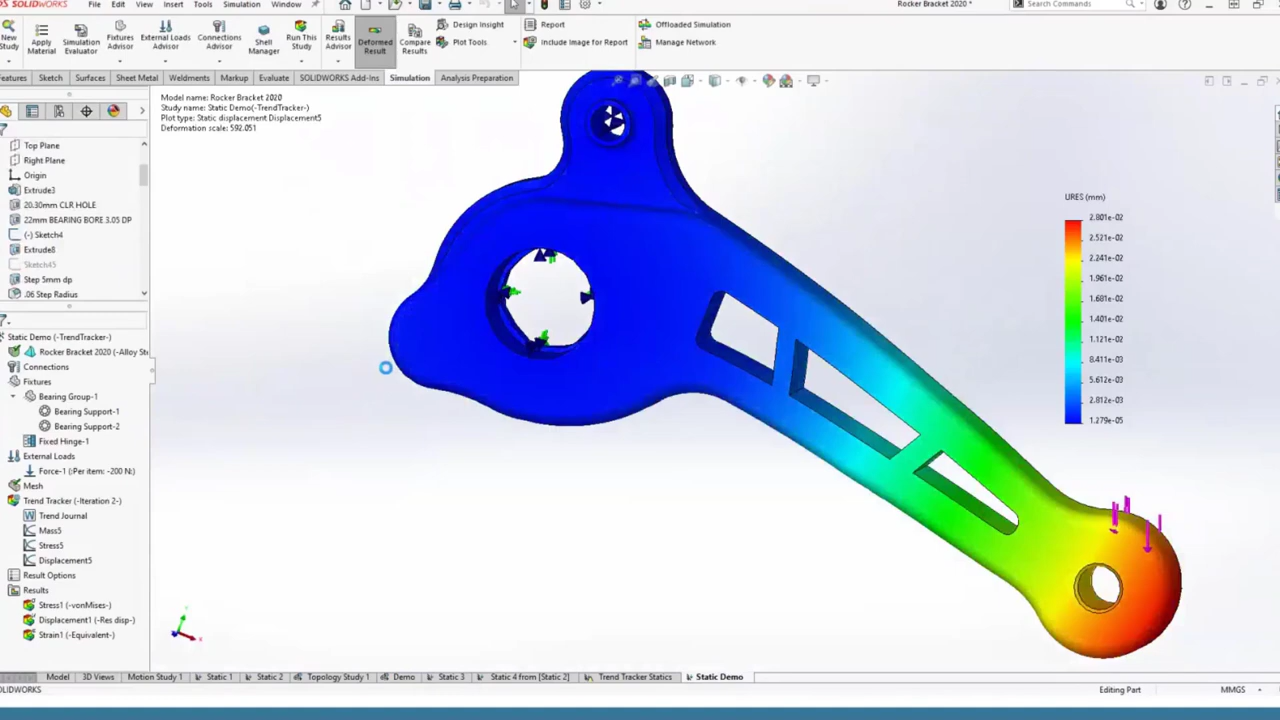 SOLIDWORKS
File Edit View Insert Tools Simulation Window
Rocker Bracket 2020 *
Search Commands
New Study
Apply Material
Simulation Evaluator
Fixtures Advisor
External Loads Advisor
Connections Advisor
Shell Manager
Run This Study
Results Advisor
Deformed Result
Compare Results
Design Insight
Plot Tools
Report
Include Image for Report
Offloaded Simulation
Manage Network
Features Sketch Surfaces Sheet Metal Weldments Markup Evaluate SOLIDWORKS Add-Ins Simulation Analysis Preparation
Top Plane
Right Plane
Origin
Extrude3
20.30mm CLR HOLE
22mm BEARING BORE 3.05 DP
(-) Sketch4
Extrude8
Sketch45
Step 5mm dp
.06 Step Radius
Static Demo (-TrendTracker-)
Rocker Bracket 2020 (-Alloy St
Connections
Fixtures
Bearing Group-1
Bearing Support-1
Bearing Support-2
Fixed Hinge-1
External Loads
Force-1 (:Per item: -200 N:)
Mesh
Trend Tracker (-Iteration 2-)
Trend Journal
Mass5
Stress5
Displacement5
Result Options
Results
Stress1 (-vonMises-)
Displacement1 (-Res disp-)
Strain1 (-Equivalent-)
Model name: Rocker Bracket 2020
Study name: Static Demo(-TrendTracker-)
Plot type: Static displacement Displacement5
Deformation scale: 592.051
URES (mm)
2.801e-02
2.521e-02
2.241e-02
1.961e-02
1.681e-02
1.401e-02
1.121e-02
8.411e-03
5.612e-03
2.812e-03
1.279e-05
Model 3D Views Motion Study 1 Static 1 Static 2 Topology Study 1 Demo Static 3 Static 4 from [Static 2] Trend Tracker Statics Static Demo
SOLIDWORKS
Editing Part
MMGS